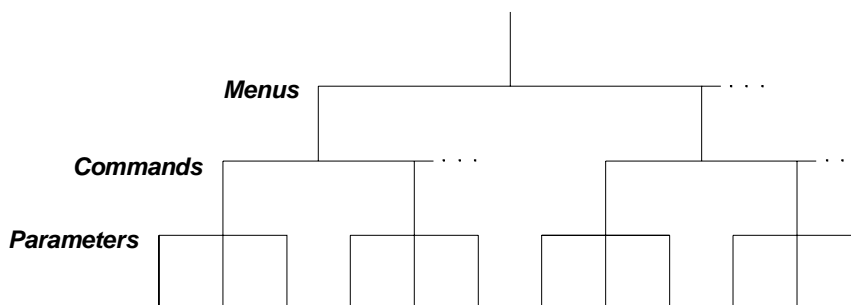 Menus . . .
Commands . . . . . .
Parameters